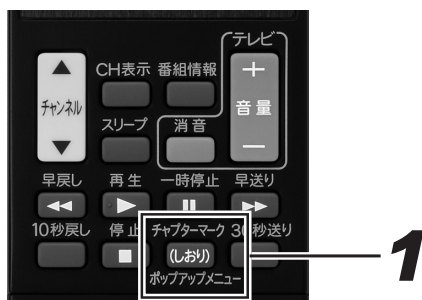 テレビ
CH表示 番組情報
+
チャンネル
音量
スリープ 消音
−
早戻し 再生 一時停止 早送り
10秒戻し 停止 チャプターマーク 30秒送り
(しおり)
ポップアップメニュー
1